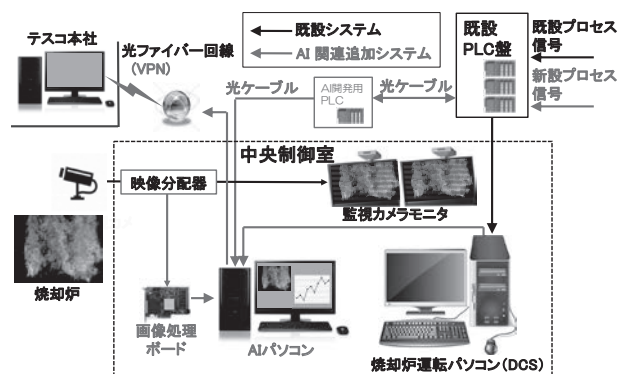 テスコ本社
光ファイバー回線
(VPN)
既設システム
AI 関連追加システム
既設
PLC盤
既設プロセス
信号
新設プロセス
信号
光ケーブル
AI開発用
PLC
光ケーブル
中央制御室
映像分配器
監視カメラモニタ
焼却炉
画像処理
ボード
AIパソコン
焼却炉運転パソコン(DCS)